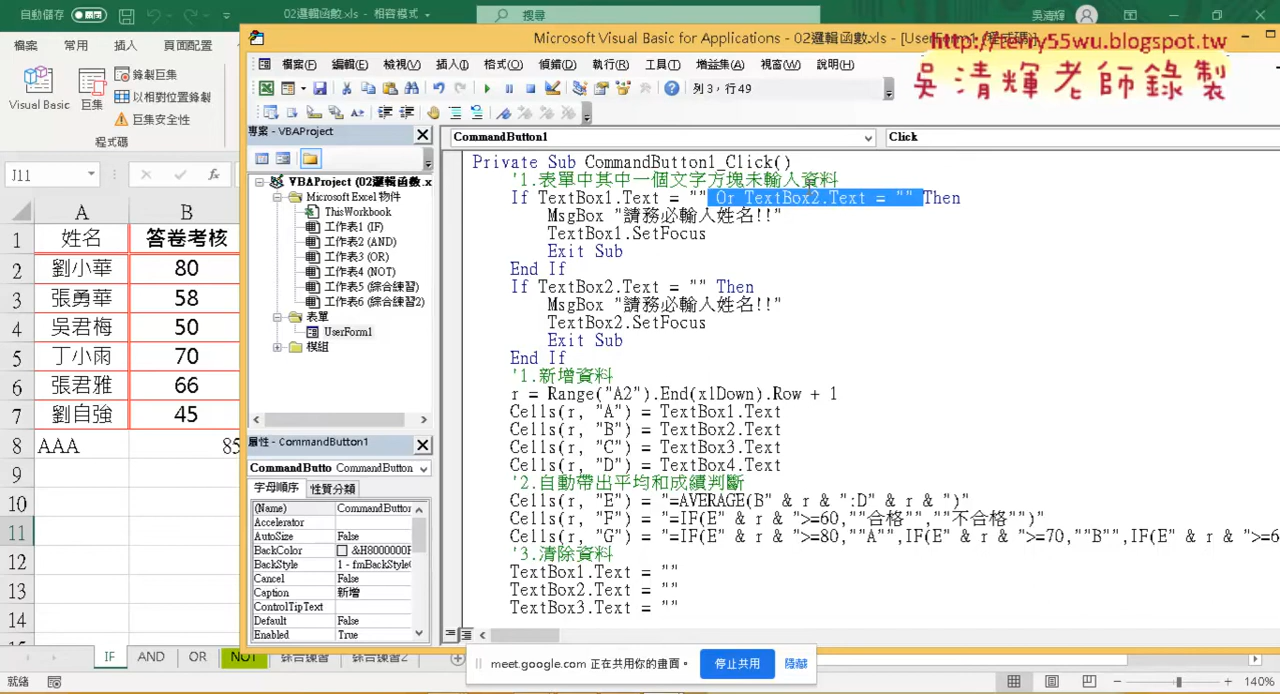 自動儲存
02邏輯函數.xls - 相容模式
搜尋
吳清輝
檔案 常用 插入 頁面配置
Visual Basic
巨集
錄製巨集
以相對位置錄製
巨集安全性
程式碼
J11
A B
1 姓名 答卷考核
2 劉小華 80
3 張勇華 58
4 吳君梅 50
5 丁小雨 70
6 張君雅 66
7 劉自強 45
8 AAA 85
9
10
11
12
13
14
IF AND OR NOT 綜合練習 綜合練習2
就緒
140%
Microsoft Visual Basic for Applications - 02邏輯函數.xls - [UserForm1 (程式碼)]
http://terry55wu.blogspot.tw
吳清輝老師錄製
檔案(F) 編輯(E) 檢視(V) 插入(I) 格式(O) 偵錯(D) 執行(R) 工具(T) 增益集(A) 視窗(W) 說明(H)
列 3，行 49
專案 - VBAProject
VBAProject (02邏輯函數.x
Microsoft Excel 物件
ThisWorkbook
工作表1 (IF)
工作表2 (AND)
工作表3 (OR)
工作表4 (NOT)
工作表5 (綜合練習)
工作表6 (綜合練習2)
表單
UserForm1
模組
屬性 - CommandButton1
CommandButto CommandButton
字母順序 性質分類
(Name) CommandButton
Accelerator
AutoSize False
BackColor &H8000000F
BackStyle 1 - fmBackStyle
Cancel False
Caption 新增
ControlTipText
Default False
Enabled True
CommandButton1
Click
Private Sub CommandButton1_Click()
'1.表單中其中一個文字方塊未輸入資料
If TextBox1.Text = "" Or TextBox2.Text = "" Then
MsgBox "請務必輸入姓名!!"
TextBox1.SetFocus
Exit Sub
End If
If TextBox2.Text = "" Then
MsgBox "請務必輸入姓名!!"
TextBox2.SetFocus
Exit Sub
End If
'1.新增資料
r = Range("A2").End(xlDown).Row + 1
Cells(r, "A") = TextBox1.Text
Cells(r, "B") = TextBox2.Text
Cells(r, "C") = TextBox3.Text
Cells(r, "D") = TextBox4.Text
'2.自動帶出平均和成績判斷
Cells(r, "E") = "=AVERAGE(B" & r & ":D" & r & ")"
Cells(r, "F") = "=IF(E" & r & ">=60,""合格"",""不合格"")"
Cells(r, "G") = "=IF(E" & r & ">=80,""A"",IF(E" & r & ">=70,""B"",IF(E" & r & ">=6
'3.清除資料
TextBox1.Text = ""
TextBox2.Text = ""
TextBox3.Text = ""
meet.google.com 正在共用你的畫面。 停止共用 隱藏